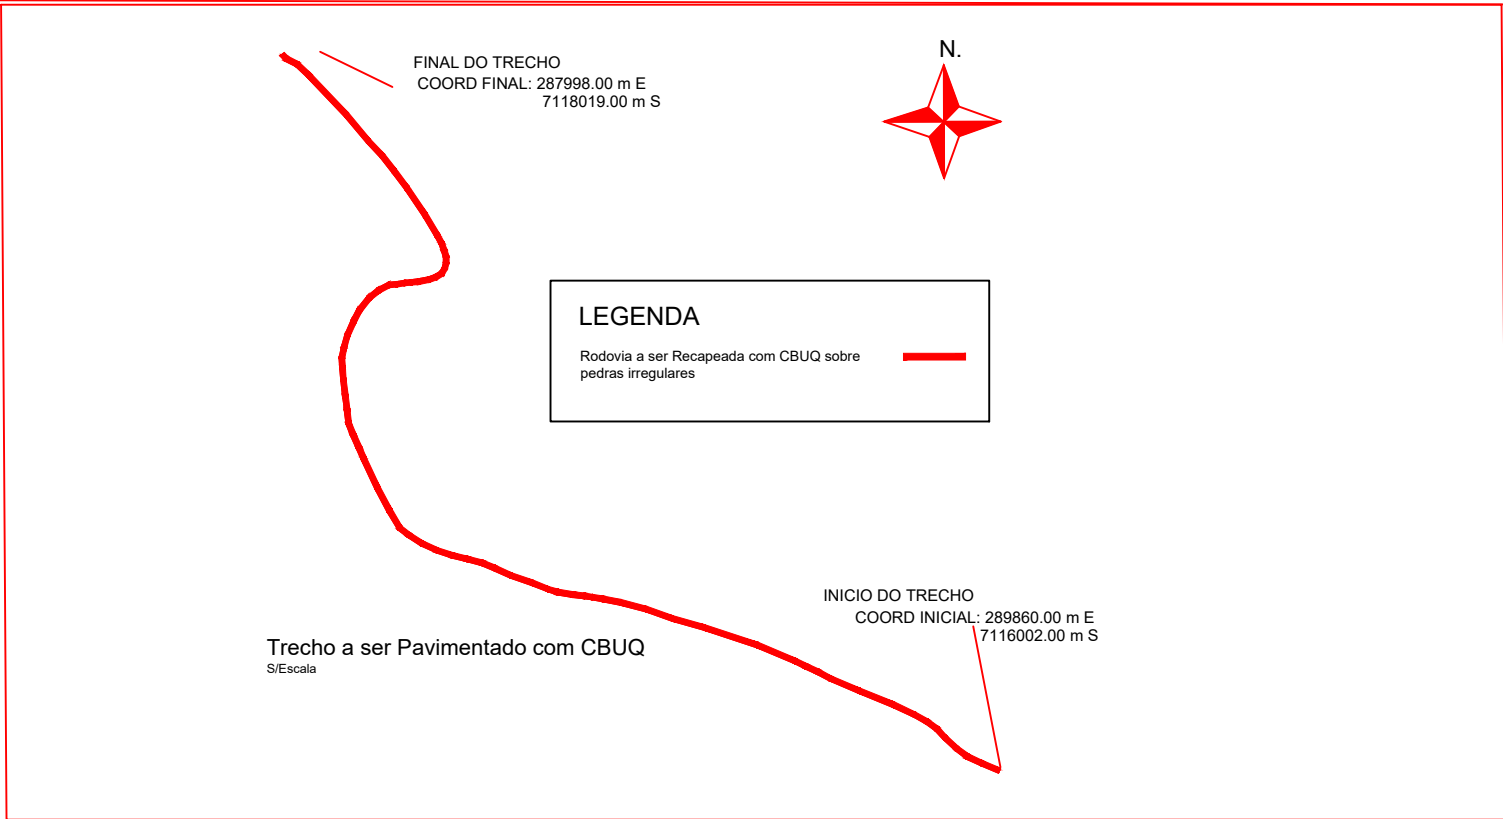 FINAL DO TRECHO
COORD FINAL: 287998.00 m E
7118019.00 m S
N.
LEGENDA
Rodovia a ser Recapeada com CBUQ sobre
pedras irregulares
INICIO DO TRECHO
COORD INICIAL: 289860.00 m E
7116002.00 m S
Trecho a ser Pavimentado com CBUQ
S/Escala